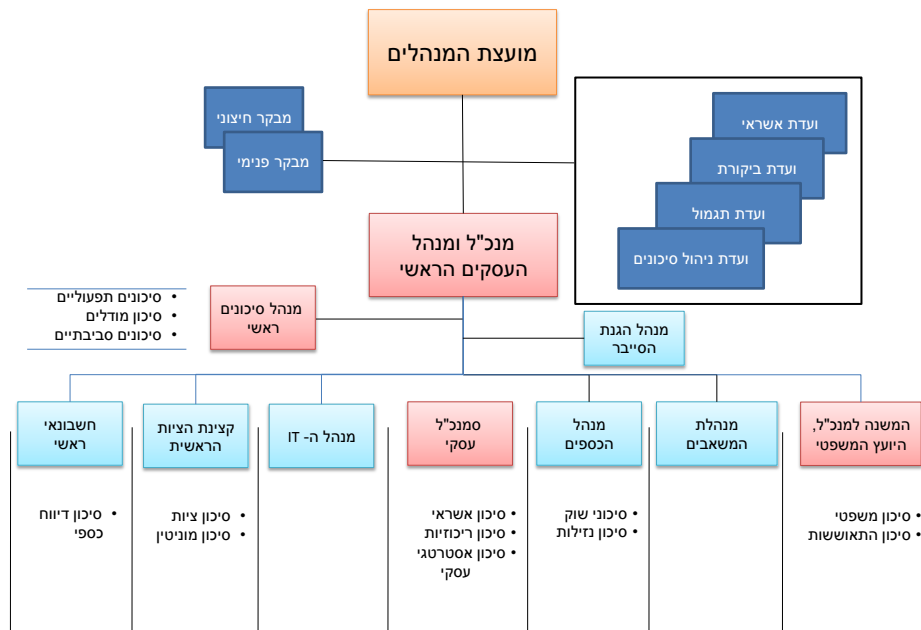 מועצת המנהלים
מבקר חיצוני
מבקר פנימי
ועדת אשראי
ועדת ביקורת
ועדת תגמול
ועדת ניהול סיכונים
מנכ"ל ומנהל
העסקים הראשי
מנהל סיכונים
ראשי
• סיכונים תפעוליים
• סיכון מודלים
• סיכונים סביבתיים
מנהל הגנת
הסייבר
המשנה למנכ"ל,
היועץ המשפטי
• סיכון משפטי
• סיכון התאוששות
מנהלת
המשאבים
מנהל
הכספים
• סיכוני שוק
• סיכון נזילות
סמנכ"ל
עסקי
• סיכון אשראי
• סיכון ריכוזיות
• סיכון אסטרטגי
עסקי
מנהל ה- IT
קצינת הציות
הראשית
• סיכון ציות
• סיכון מוניטין
חשבונאי
ראשי
• סיכון דיווח
כספי